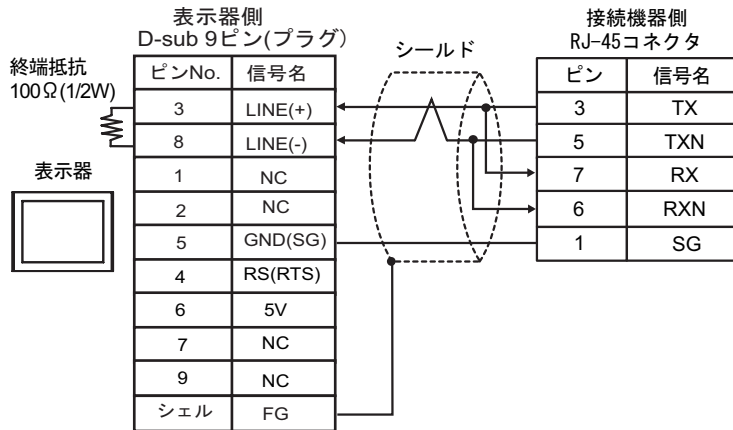 表示器側
D-sub 9ピン(プラグ)
接続機器側
RJ-45コネクタ
シールド
終端抵抗
100Ω(1/2W)
表示器
ピンNo. 信号名
3 LINE(+)
8 LINE(-)
1 NC
2 NC
5 GND(SG)
4 RS(RTS)
6 5V
7 NC
9 NC
シェル FG
ピン 信号名
3 TX
5 TXN
7 RX
6 RXN
1 SG